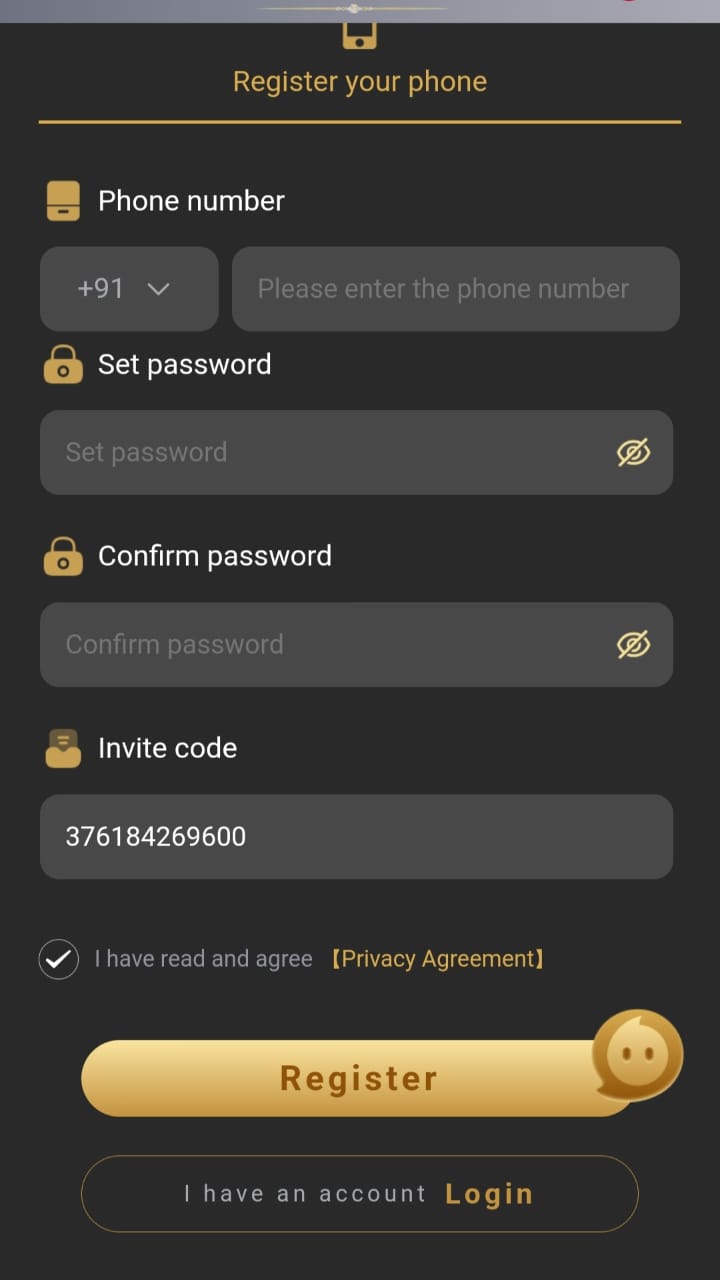 Register your phone
Phone number
+91
Please enter the phone number
Set password
Set password
Confirm password
Confirm password
Invite code
376184269600
I have read and agree 【Privacy Agreement】
Register
I have an account Login